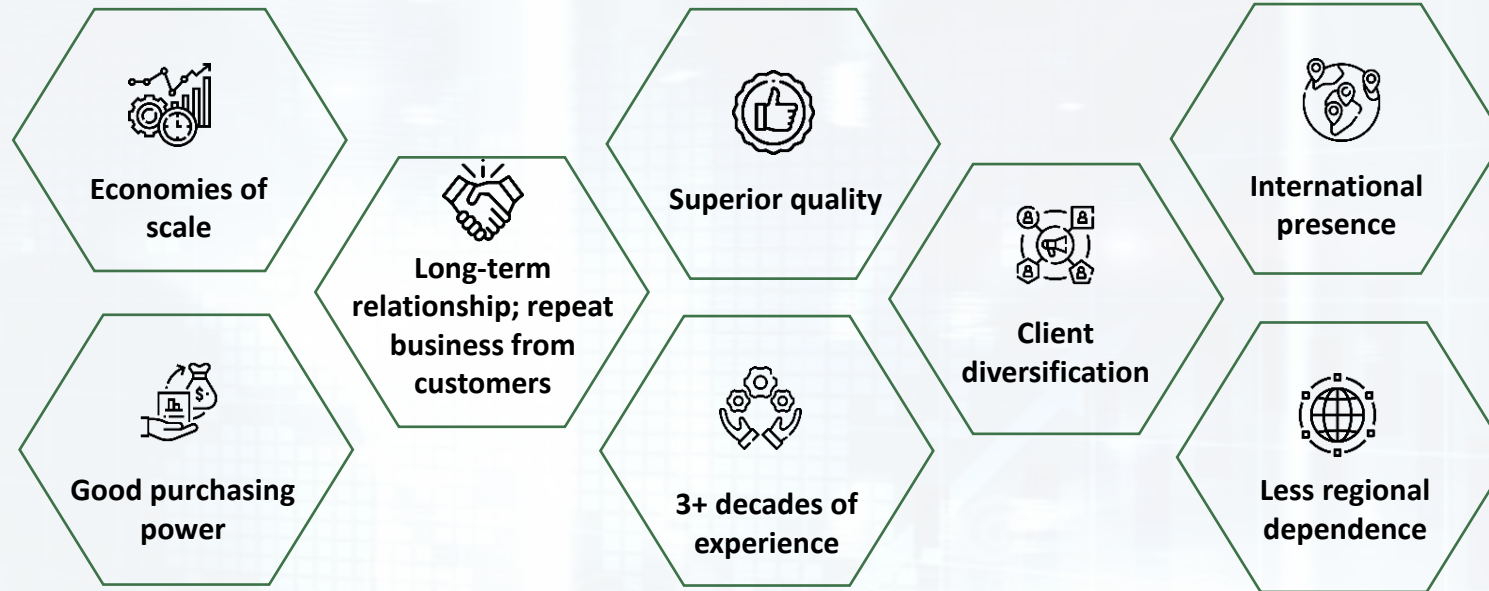 Economies of
scale
Good purchasing
power
Long-term
relationship; repeat
business from
customers
Superior quality
3+ decades of
experience
Client
diversification
International
presence
Less regional
dependence